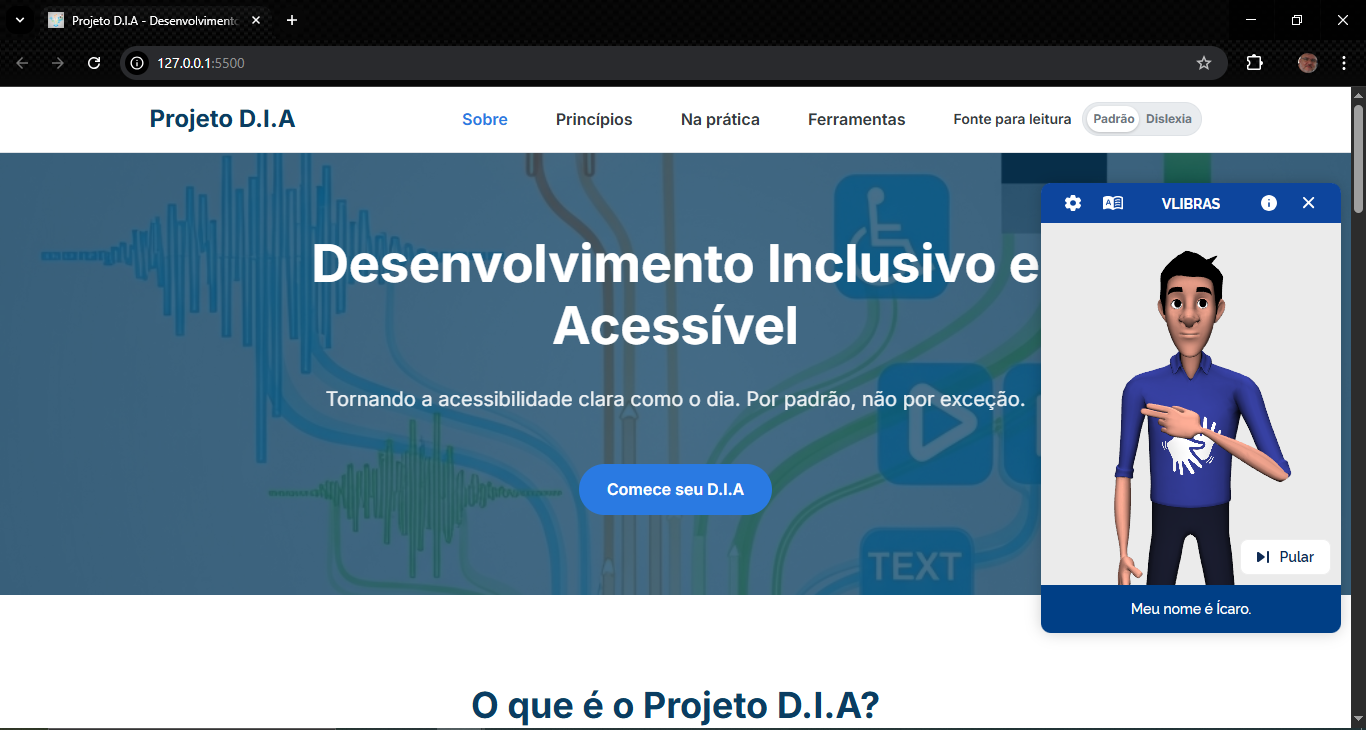 Projeto D.I.A - Desenvolvimento
127.0.0.1:5500
Projeto D.I.A
Sobre
Princípios
Na prática
Ferramentas
Fonte para leitura
Padrão
Dislexia
VLIBRAS
Desenvolvimento Inclusivo e
Acessível
Tornando a acessibilidade clara como o dia. Por padrão, não por exceção.
Comece seu D.I.A
TEXT
Pular
Meu nome é Ícaro.
O que é o Projeto D.I.A?